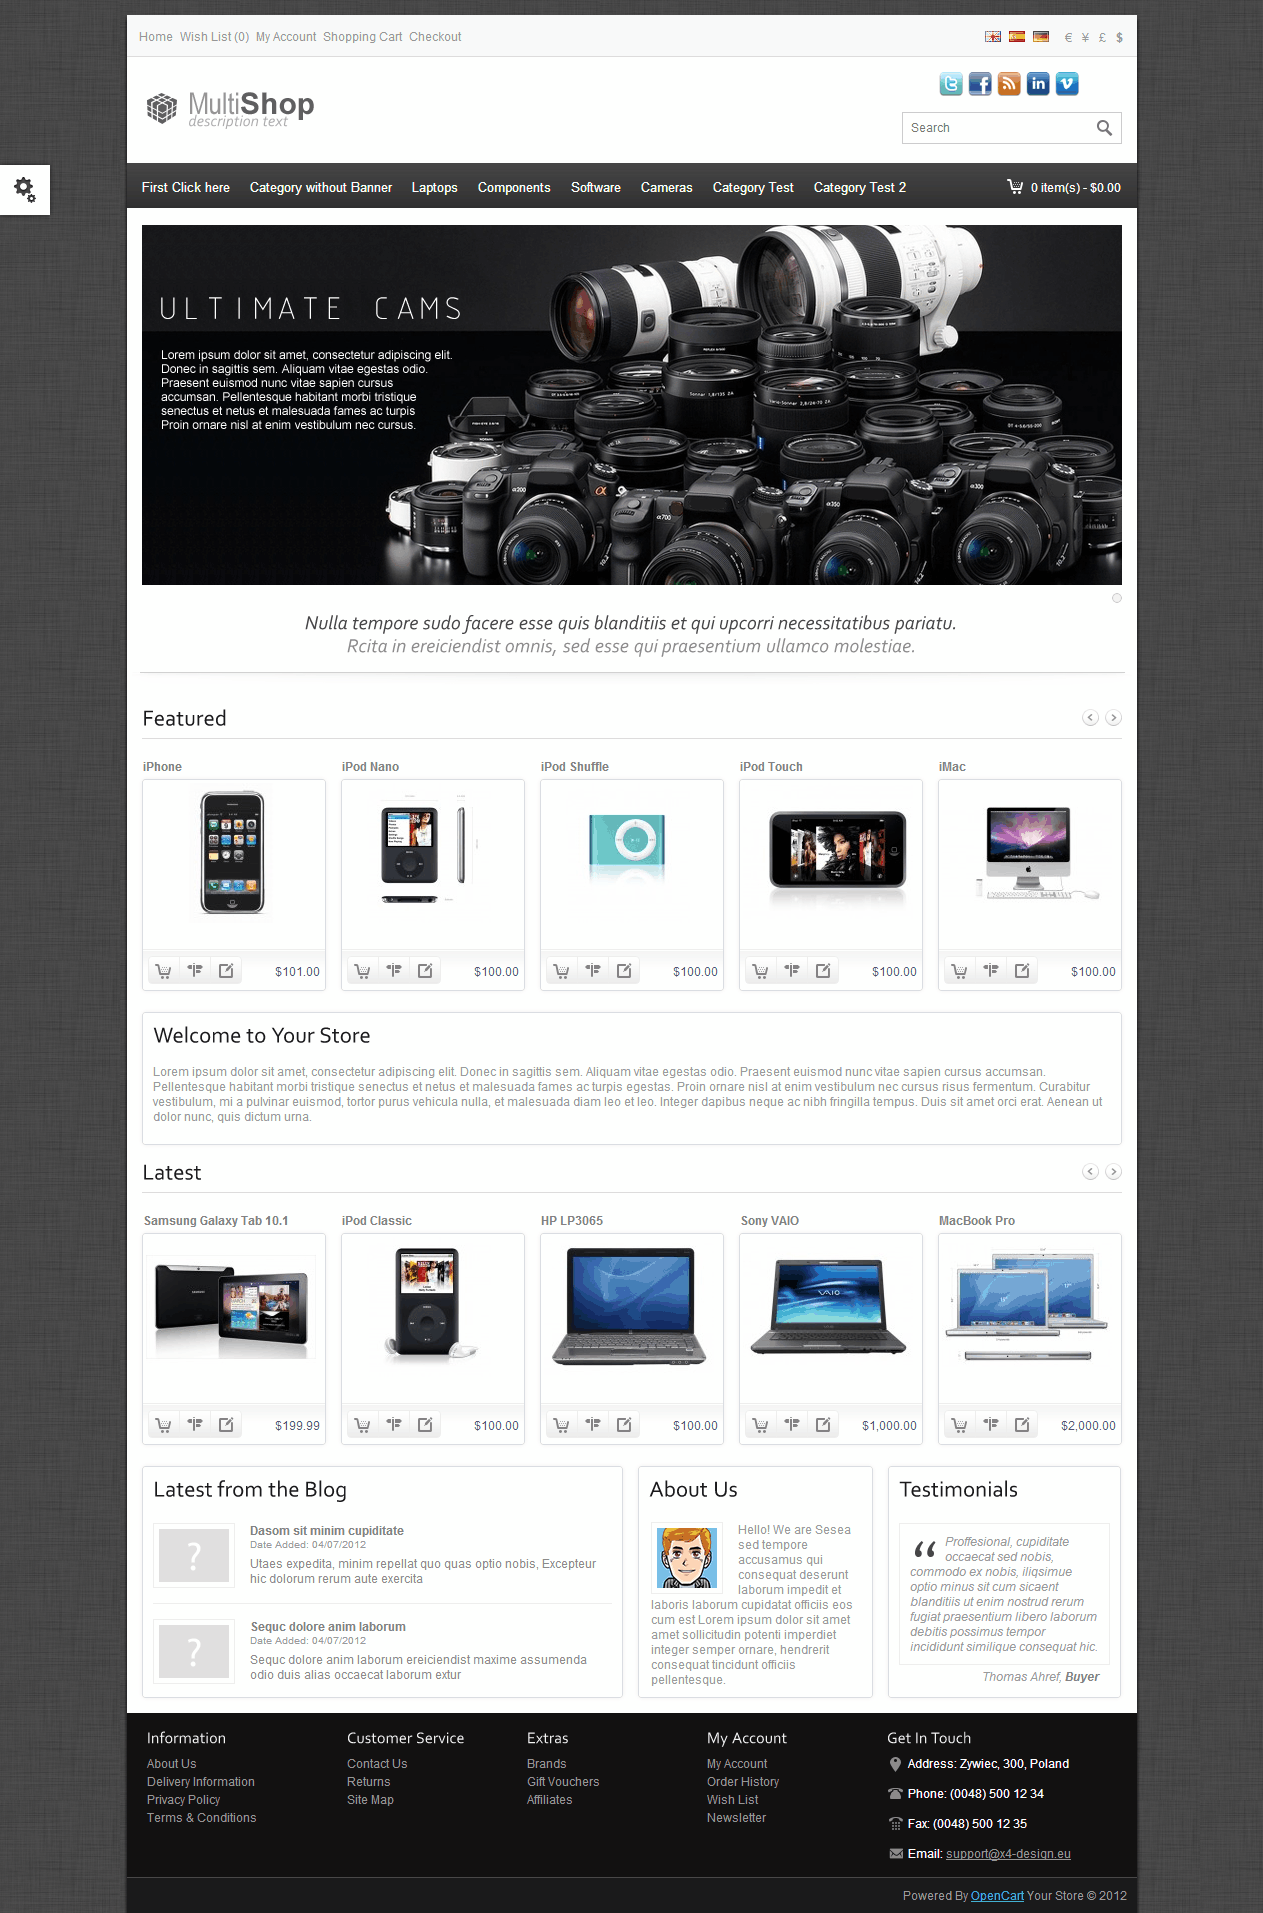 Home Wish List (0) My Account Shopping Cart Checkout
€ ¥ £ $
MultiShop
description text
Search
First Click here Category without Banner Laptops Components Software Cameras Category Test Category Test 2 0 item(s) - $0.00
ULTIMATE CAMS
Lorem ipsum dolor sit amet, consectetur adipiscing elit.
Donec in sagittis sem. Aliquam vitae egestas odio.
Praesent euismod nunc vitae sapien cursus
accumsan. Pellentesque habitant morbi tristique
senectus et netus et malesuada fames ac turpis
Proin ornare nisl at enim vestibulum nec cursus.
Nulla tempore sudo facere esse quis blanditiis et qui upcorri necessitatibus pariatu.
Rcita in ereiciendist omnis, sed esse qui praesentium ullamco molestiae.
Featured
iPhone iPod Nano iPod Shuffle iPod Touch iMac
$101.00 $100.00 $100.00 $100.00 $100.00
Welcome to Your Store
Lorem ipsum dolor sit amet, consectetur adipiscing elit. Donec in sagittis sem. Aliquam vitae egestas odio. Praesent euismod nunc vitae sapien cursus accumsan.
Pellentesque habitant morbi tristique senectus et netus et malesuada fames ac turpis egestas. Proin ornare nisl at enim vestibulum nec cursus risus fermentum. Curabitur
vestibulum, mi a pulvinar euismod, tortor purus vehicula nulla, et malesuada diam leo et leo. Integer dapibus neque ac nibh fringilla tempus. Duis sit amet orci erat. Aenean ut
dolor nunc, quis dictum urna.
Latest
Samsung Galaxy Tab 10.1 iPod Classic HP LP3065 Sony VAIO MacBook Pro
VAIO
$199.99 $100.00 $100.00 $1,000.00 $2,000.00
Latest from the Blog
Dasom sit minim cupiditate
Date Added: 04/07/2012
Utaes expedita, minim repellat quo quas optio nobis, Excepteur
hic dolorum rerum aute exercita
Sequc dolore anim laborum
Date Added: 04/07/2012
Sequc dolore anim laborum ereiciendist maxime assumenda
odio duis alias occaecat laborum extur
About Us
Hello! We are Sesea
sed tempore
accusamus qui
consequat deserunt
laborum impedit et
laboris laborum cupidatat officiis eos
cum est Lorem ipsum dolor sit amet
amet sollicitudin potenti imperdiet
integer semper ornare, hendrerit
consequat tincidunt officiis
pellentesque.
Testimonials
“ Proffesional, cupiditate
occaecat sed nobis,
commodo ex nobis, iliqsimue
optio minus sit cum sicaent
blanditiis ut enim nostrud rerum
fugiat praesentium libero laborum
debitis possimus tempor
incididunt similique consequat hic.
Thomas Ahref, Buyer
Information
About Us
Delivery Information
Privacy Policy
Terms & Conditions
Customer Service
Contact Us
Returns
Site Map
Extras
Brands
Gift Vouchers
Affiliates
My Account
My Account
Order History
Wish List
Newsletter
Get In Touch
Address: Zywiec, 300, Poland
Phone: (0048) 500 12 34
Fax: (0048) 500 12 35
Email: support@x4-design.eu
Powered By OpenCart Your Store © 2012